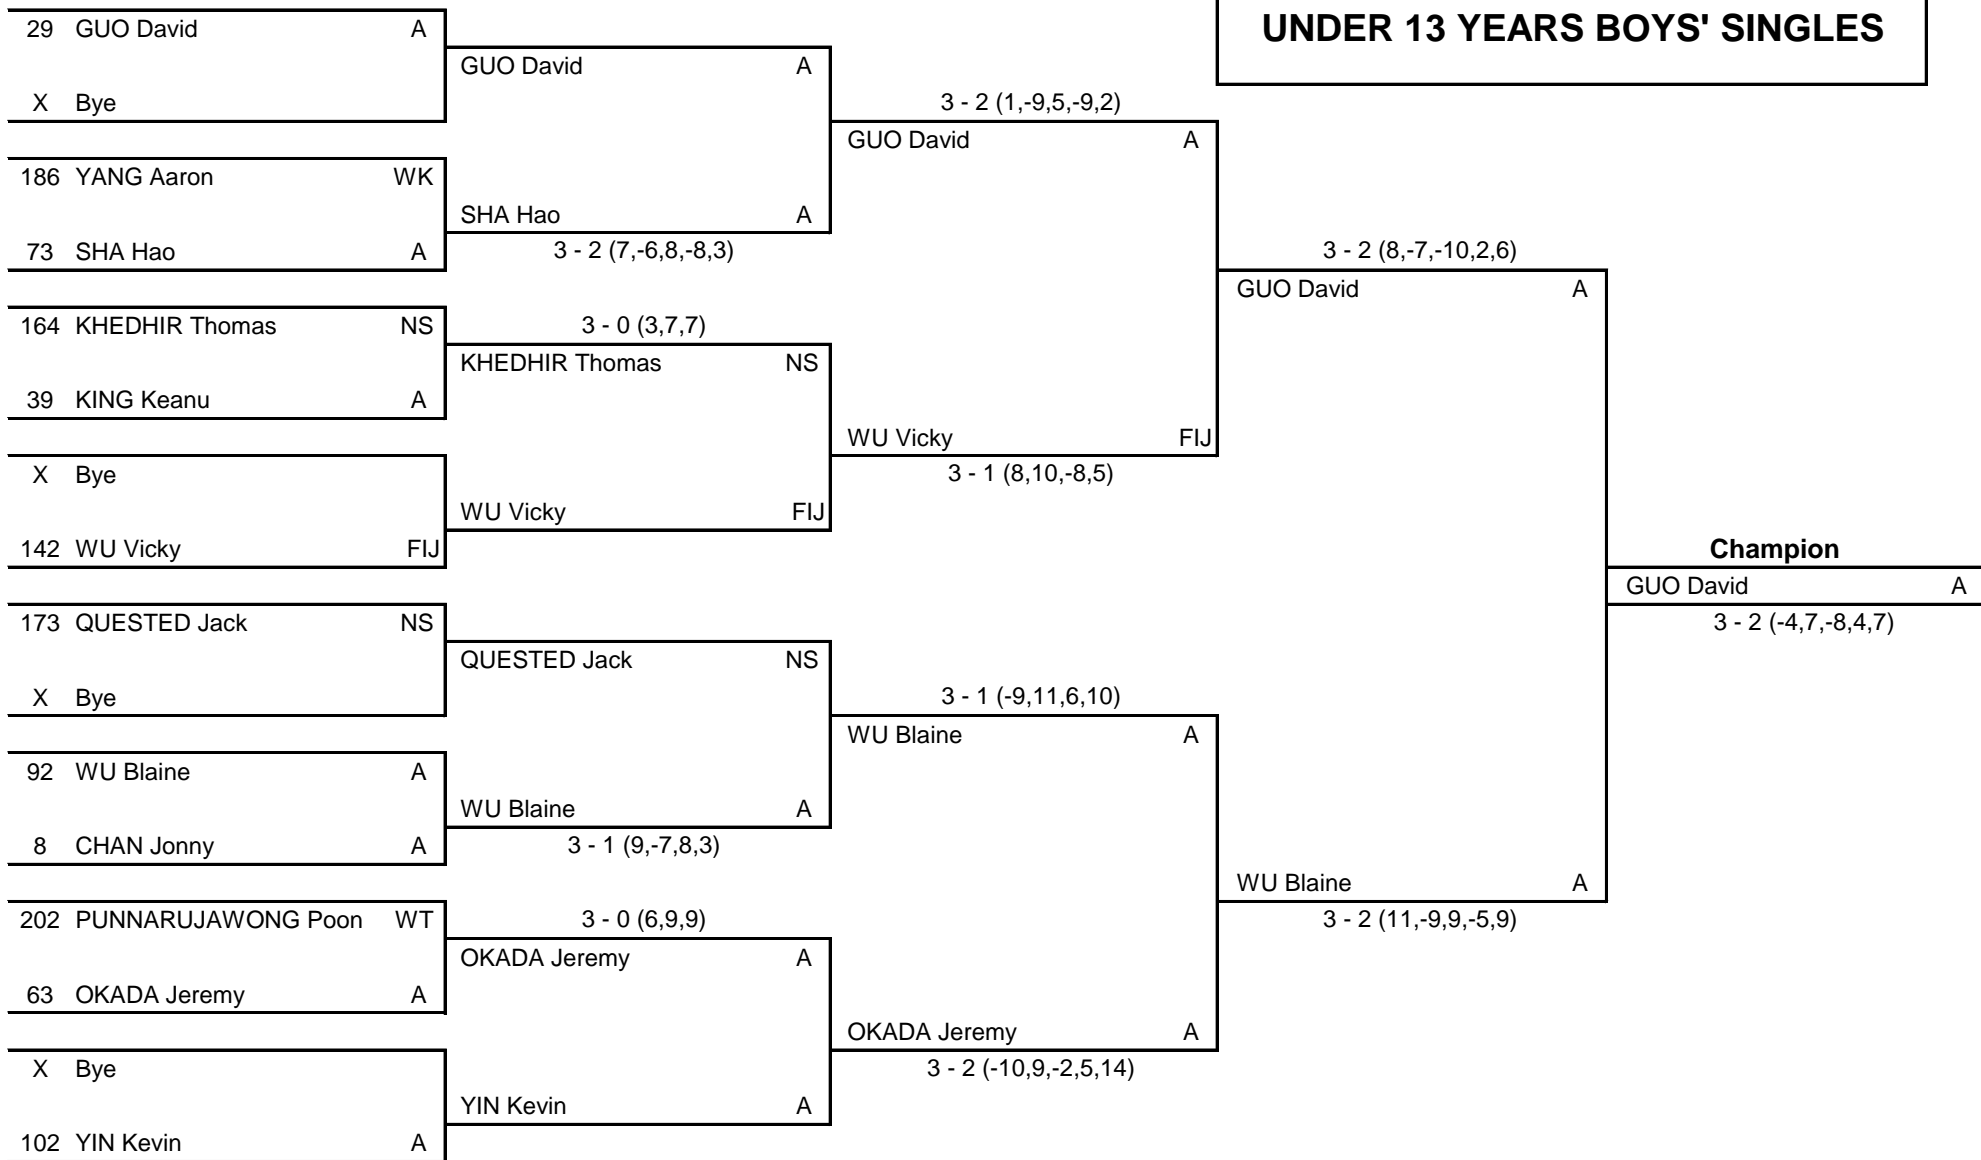 UNDER 13 YEARS BOYS' SINGLES
29 GUO David A
X Bye
186 YANG Aaron WK
73 SHA Hao A
164 KHEDHIR Thomas NS
39 KING Keanu A
X Bye
142 WU Vicky FIJ
173 QUESTED Jack NS
X Bye
92 WU Blaine A
8 CHAN Jonny A
202 PUNNARUJAWONG Poon WT
63 OKADA Jeremy A
X Bye
102 YIN Kevin A
GUO David A
SHA Hao A
3 - 2 (7,-6,8,-8,3)
3 - 0 (3,7,7)
KHEDHIR Thomas NS
WU Vicky FIJ
QUESTED Jack NS
WU Blaine A
3 - 1 (9,-7,8,3)
3 - 0 (6,9,9)
OKADA Jeremy A
YIN Kevin A
3 - 2 (1,-9,5,-9,2)
GUO David A
WU Vicky FIJ
3 - 1 (8,10,-8,5)
3 - 1 (-9,11,6,10)
WU Blaine A
OKADA Jeremy A
3 - 2 (-10,9,-2,5,14)
3 - 2 (8,-7,-10,2,6)
GUO David A
WU Blaine A
3 - 2 (11,-9,9,-5,9)
Champion
GUO David A
3 - 2 (-4,7,-8,4,7)